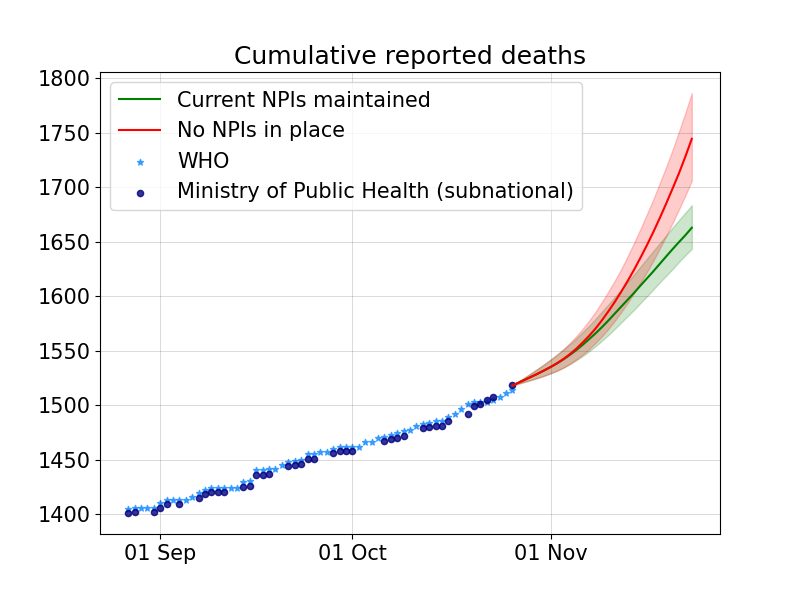 Cumulative reported deaths
Current NPIs maintained
No NPIs in place
WHO
Ministry of Public Health (subnational)
1800
1750
1700
1650
1600
1550
1500
1450
1400
01 Sep
01 Oct
01 Nov